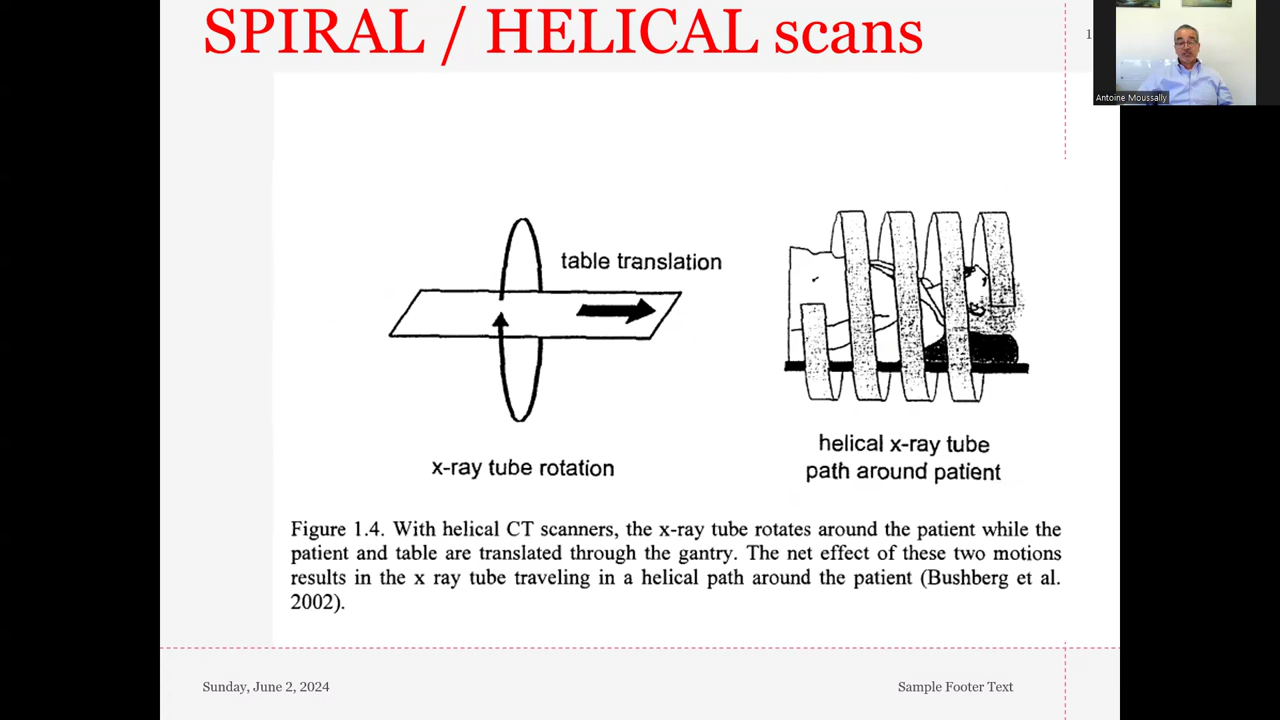 SPIRAL / HELICAL scans
1
Antoine Moussally
table translation
x-ray tube rotation
helical x-ray tube
path around patient
Figure 1.4. With helical CT scanners, the x-ray tube rotates around the patient while the
patient and table are translated through the gantry. The net effect of these two motions
results in the x ray tube traveling in a helical path around the patient (Bushberg et al.
2002).
Sunday, June 2, 2024
Sample Footer Text